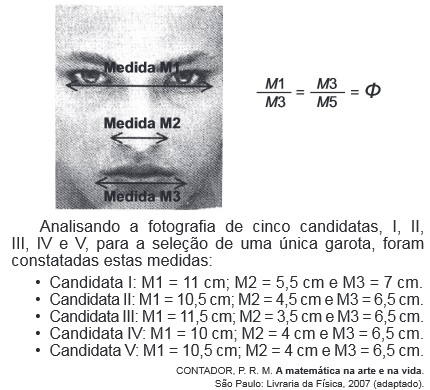 Medida M1
Medida M2
Medida M3
M1/M3 = M3/M5 = Φ
Analisando a fotografia de cinco candidatas, I, II,
III, IV e V, para a seleção de uma única garota, foram
constatadas estas medidas:
• Candidata I: M1 = 11 cm; M2 = 5,5 cm e M3 = 7 cm.
• Candidata II: M1 = 10,5 cm; M2 = 4,5 cm e M3 = 6,5 cm.
• Candidata III: M1 = 11,5 cm; M2 = 3,5 cm e M3 = 6,5 cm.
• Candidata IV: M1 = 10 cm; M2 = 4 cm e M3 = 6,5 cm.
• Candidata V: M1 = 10,5 cm; M2 = 4 cm e M3 = 6,5 cm.
CONTADOR, P. R. M. A matemática na arte e na vida.
São Paulo: Livraria da Física, 2007 (adaptado).